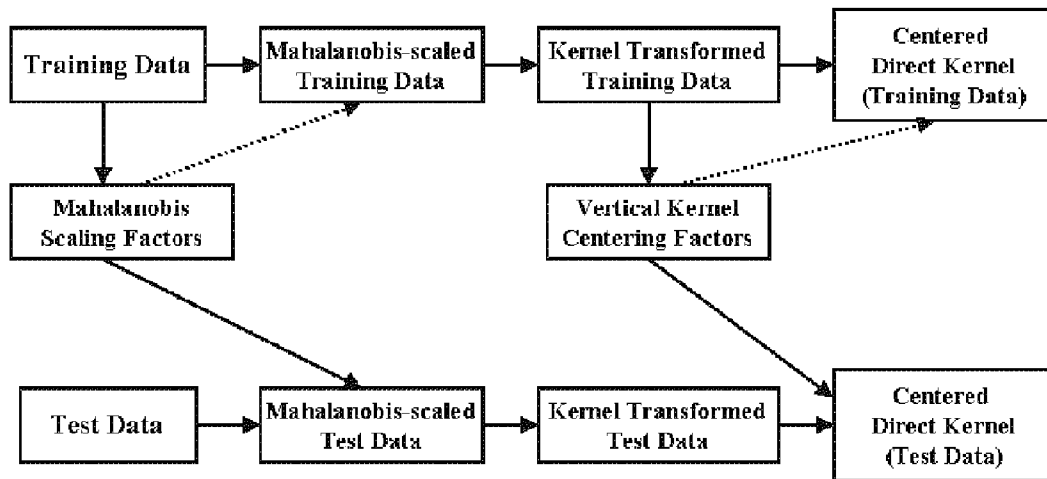 Training Data
Mahalanobis-scaled
Training Data
Kernel Transformed
Training Data
Centered
Direct Kernel
(Training Data)
Mahalanobis
Scaling Factors
Vertical Kernel
Centering Factors
Test Data
Mahalanobis-scaled
Test Data
Kernel Transformed
Test Data
Centered
Direct Kernel
(Test Data)